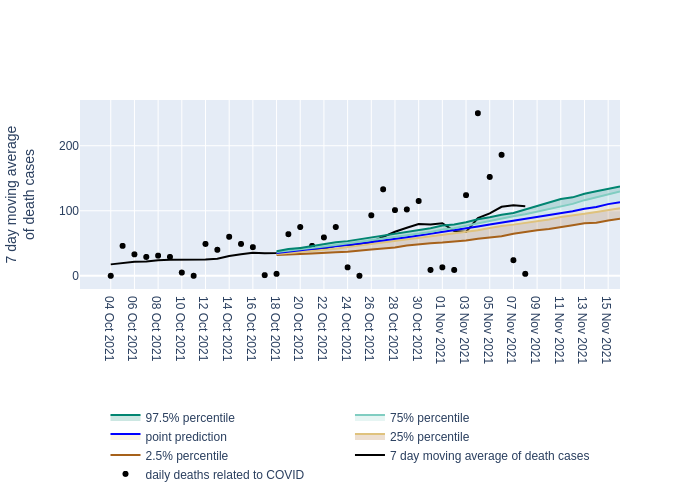 7 day moving average
of death cases
200
100
0
04 Oct 2021
06 Oct 2021
08 Oct 2021
10 Oct 2021
12 Oct 2021
14 Oct 2021
16 Oct 2021
18 Oct 2021
20 Oct 2021
22 Oct 2021
24 Oct 2021
26 Oct 2021
28 Oct 2021
30 Oct 2021
01 Nov 2021
03 Nov 2021
05 Nov 2021
07 Nov 2021
09 Nov 2021
11 Nov 2021
13 Nov 2021
15 Nov 2021
97.5% percentile
75% percentile
point prediction
25% percentile
2.5% percentile
7 day moving average of death cases
daily deaths related to COVID